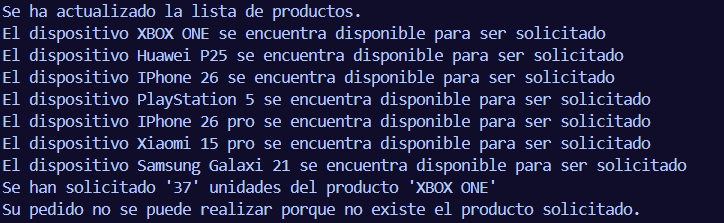 Se ha actualizado la lista de productos.
El dispositivo XBOX ONE se encuentra disponible para ser solicitado
El dispositivo Huawei P25 se encuentra disponible para ser solicitado
El dispositivo IPhone 26 se encuentra disponible para ser solicitado
El dispositivo PlayStation 5 se encuentra disponible para ser solicitado
El dispositivo IPhone 26 pro se encuentra disponible para ser solicitado
El dispositivo Xiaomi 15 pro se encuentra disponible para ser solicitado
El dispositivo Samsung Galaxi 21 se encuentra disponible para ser solicitado
Se han solicitado '37' unidades del producto 'XBOX ONE'
Su pedido no se puede realizar porque no existe el producto solicitado.